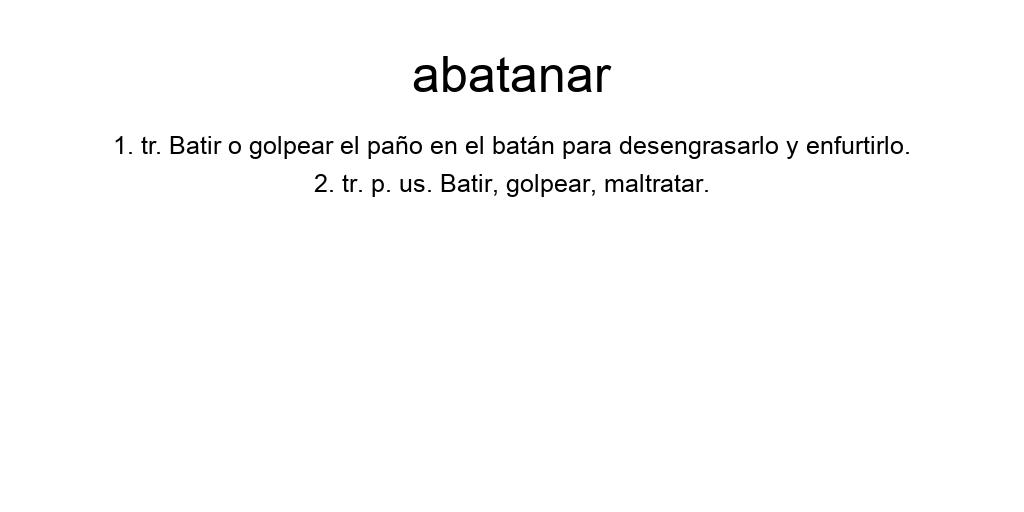 abatanar
1. tr. Batir o golpear el paño en el batán para desengrasarlo y enfurtirlo.
2. tr. p. us. Batir, golpear, maltratar.